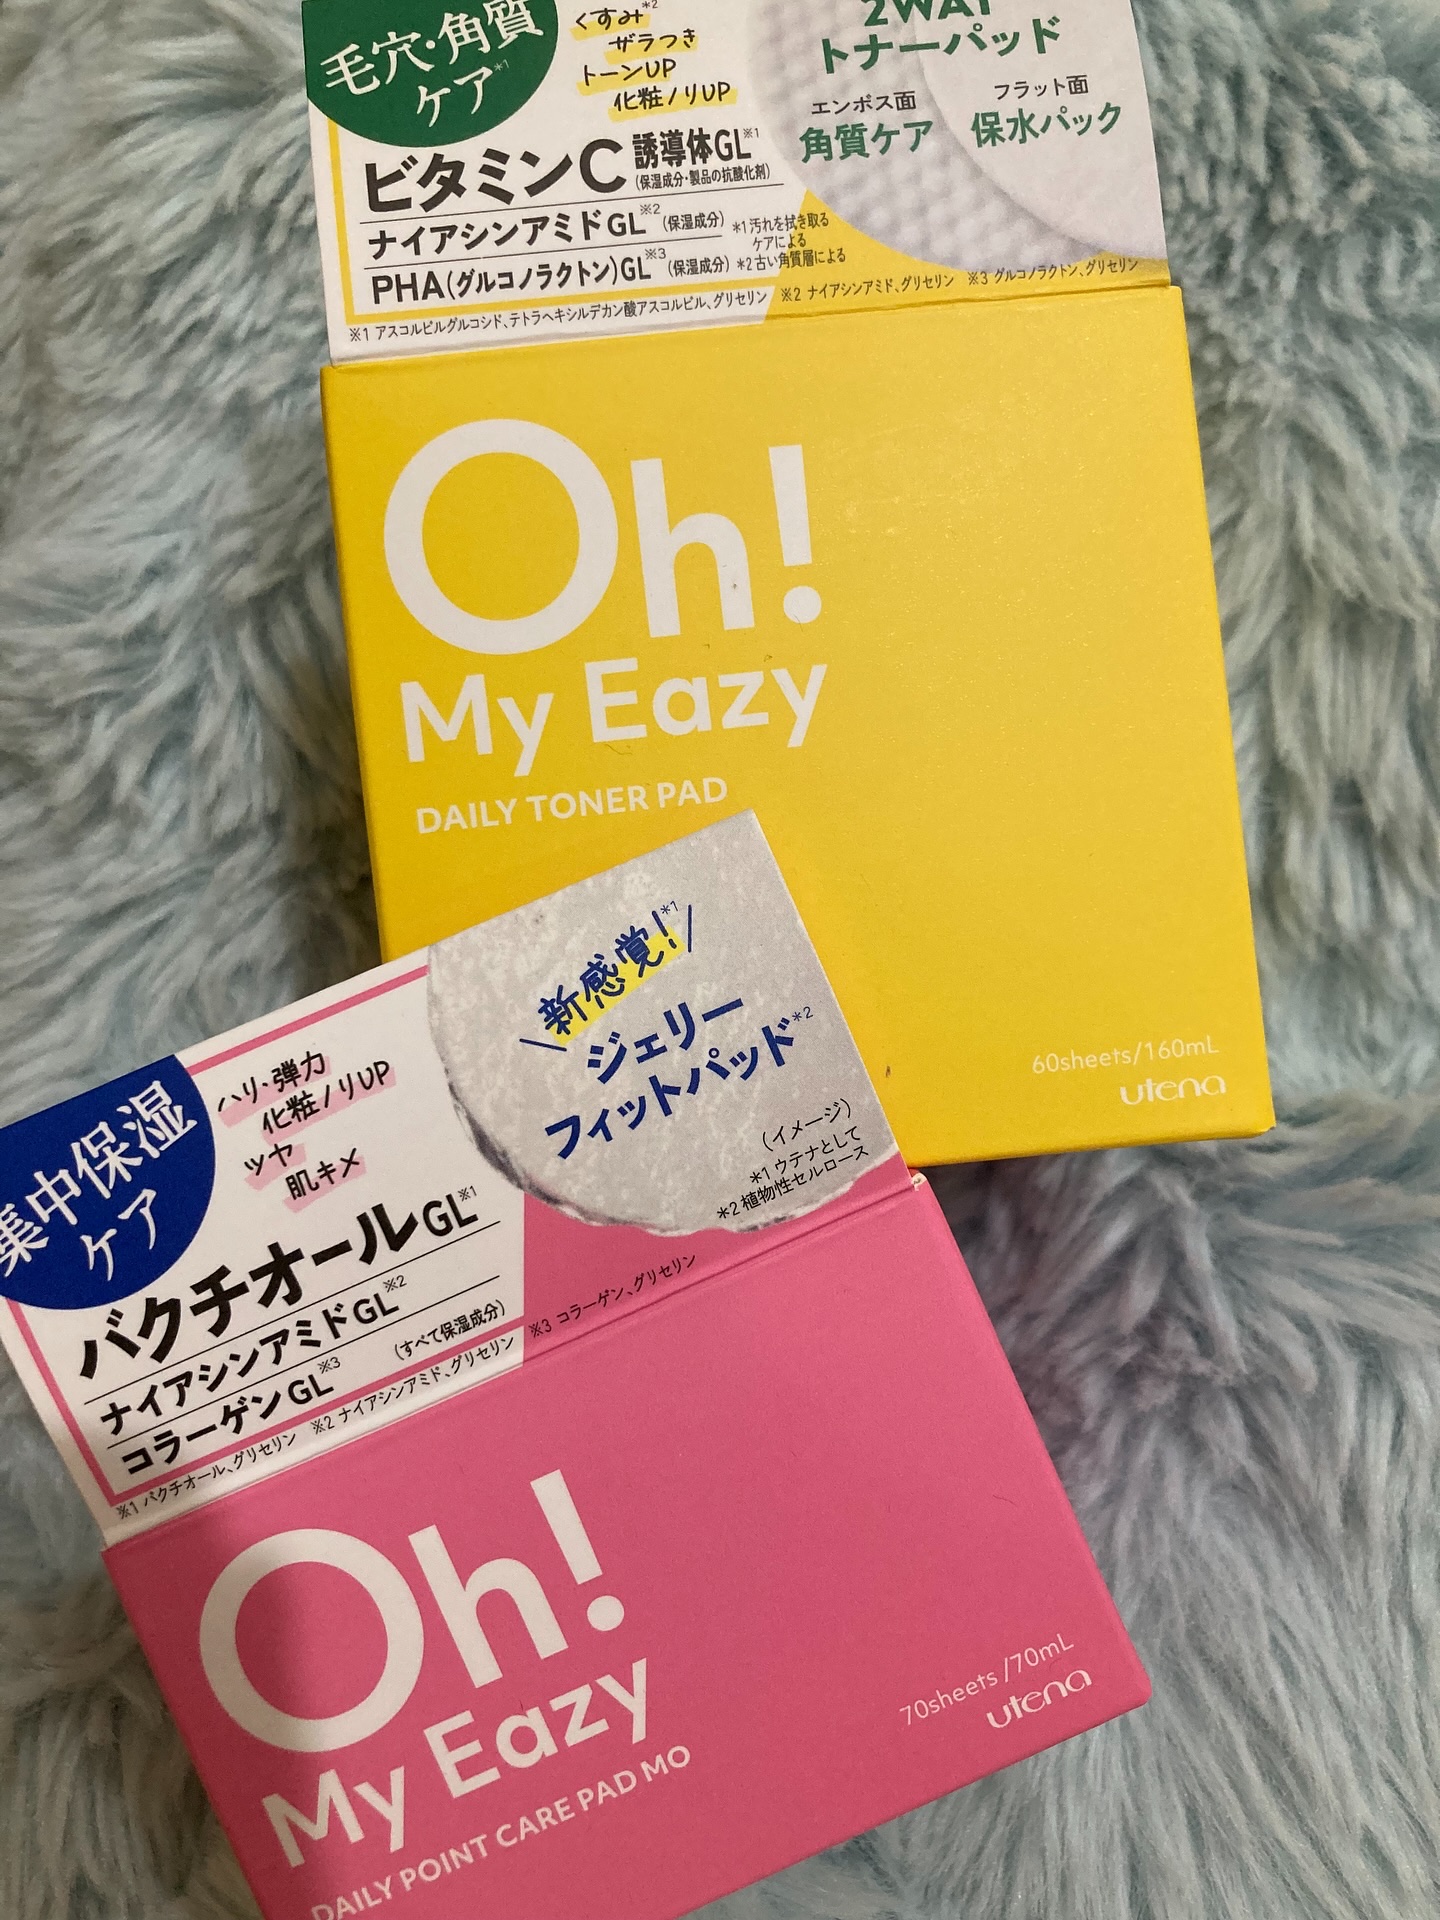 毛穴・角質
ケア*1
くすみ*2
ザラつき
トーンUP
化粧ノリUP
2WAY
トナーパッド
エンボス面
角質ケア
フラット面
保水パック
ビタミンC誘導体GL※1
(保湿成分・製品の抗酸化剤)
ナイアシンアミドGL※2(保湿成分)
PHA(グルコノラクトン)GL※3(保湿成分)
*1 汚れを拭き取る
ケアによる
*2 古い角質層による
※1 アスコルビルグルコシド、テトラヘキシルデカン酸アスコルビル、グリセリン ※2 ナイアシンアミド、グリセリン ※3 グルコノラクトン、グリセリン
Oh!
My Eazy
DAILY TONER PAD
60sheets/160mL
utena
集中保湿
ケア
ハリ・弾力
化粧ノリUP
ツヤ
肌キメ
新感覚!*1
ジェリー
フィットパッド*2
(イメージ)
*1 ウテナとして
*2 植物性セルロース
バクチオールGL※1
ナイアシンアミドGL※2
コラーゲンGL※3
(すべて保湿成分)
※1 バクチオール、グリセリン ※2 ナイアシンアミド、グリセリン ※3 コラーゲン、グリセリン
Oh!
My Eazy
DAILY POINT CARE PAD MO
70sheets/70mL
utena